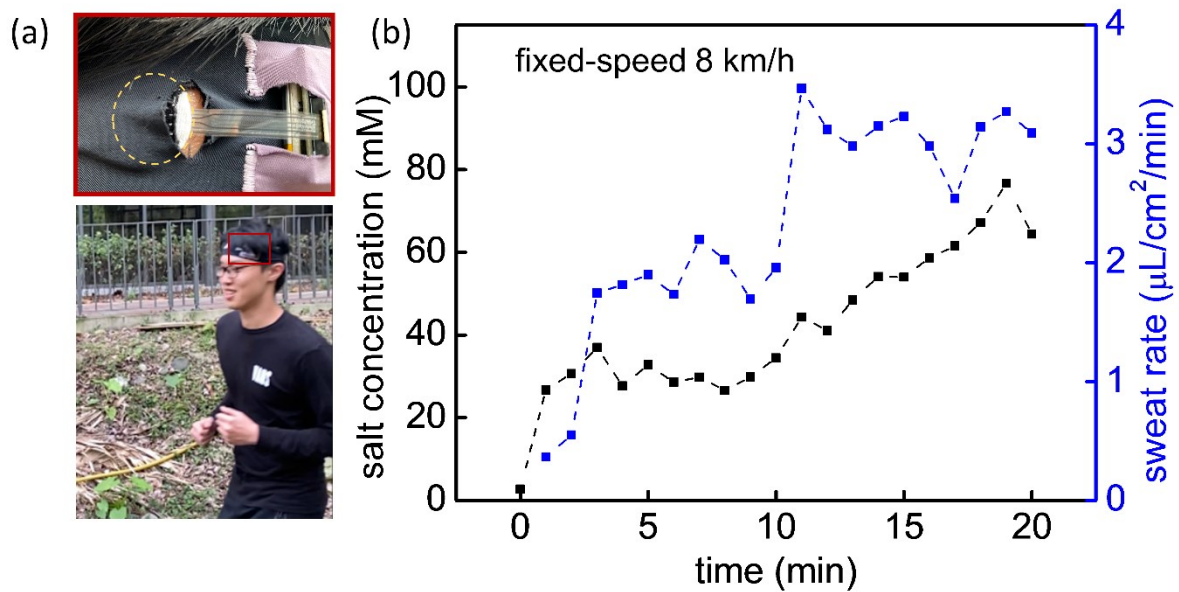 (a)
(b)
fixed-speed 8 km/h
salt concentration (mM)
100
80
60
40
20
0
sweat rate (μL/cm²/min)
4
3
2
1
0
0 5 10 15 20
time (min)
VANS